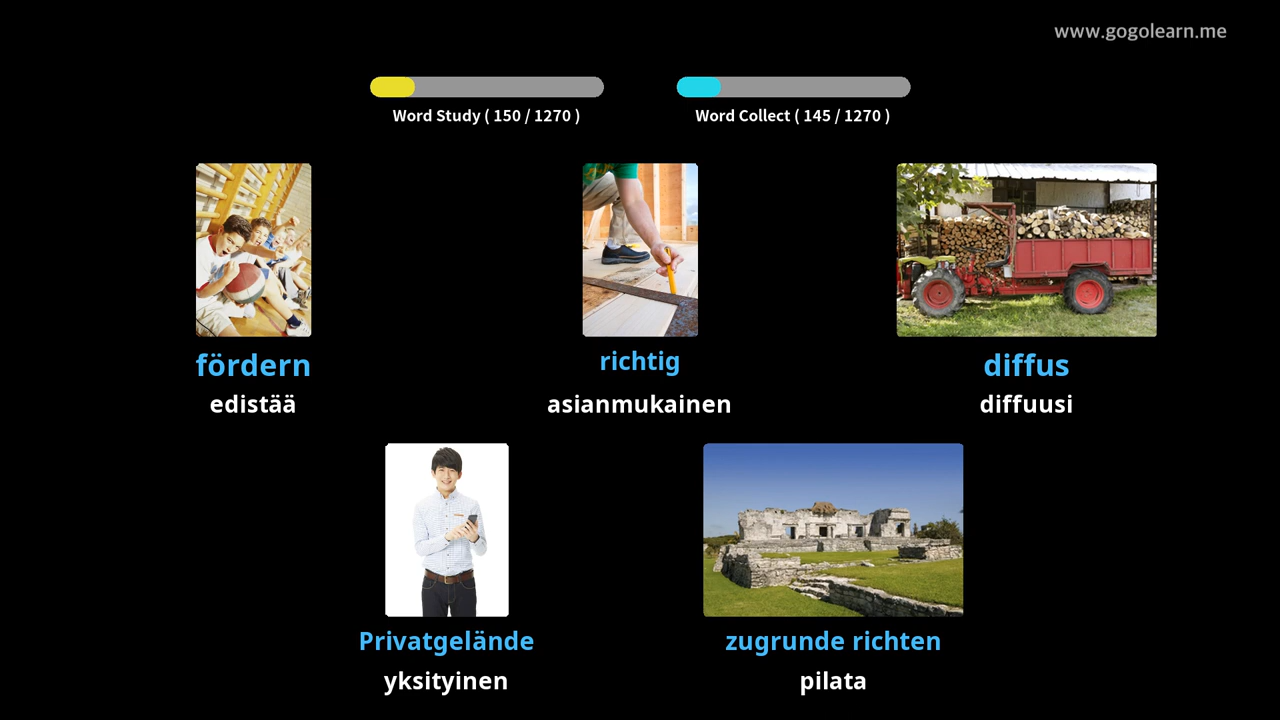 www.gogolearn.me
Word Study ( 150 / 1270 )
Word Collect ( 145 / 1270 )
fördern
edistää
richtig
asianmukainen
diffus
diffuusi
Privatgelände
yksityinen
zugrunde richten
pilata